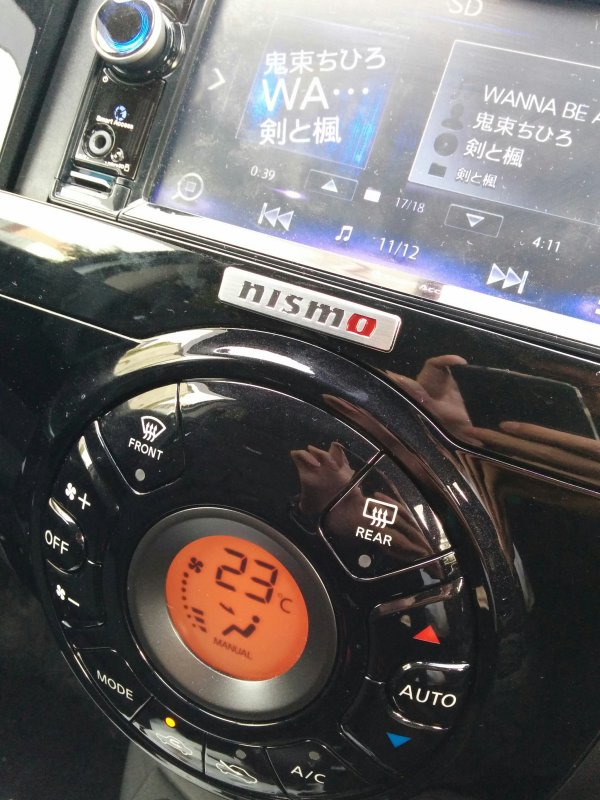 SD
鬼束ちひろ
WA…
剣と楓
WANNA BE A
鬼束ちひろ
剣と楓
剣と楓
0:39
17/18
11/12
4:11
nismo
FRONT
REAR
OFF
23°C
MANUAL
MODE
AUTO
A/C